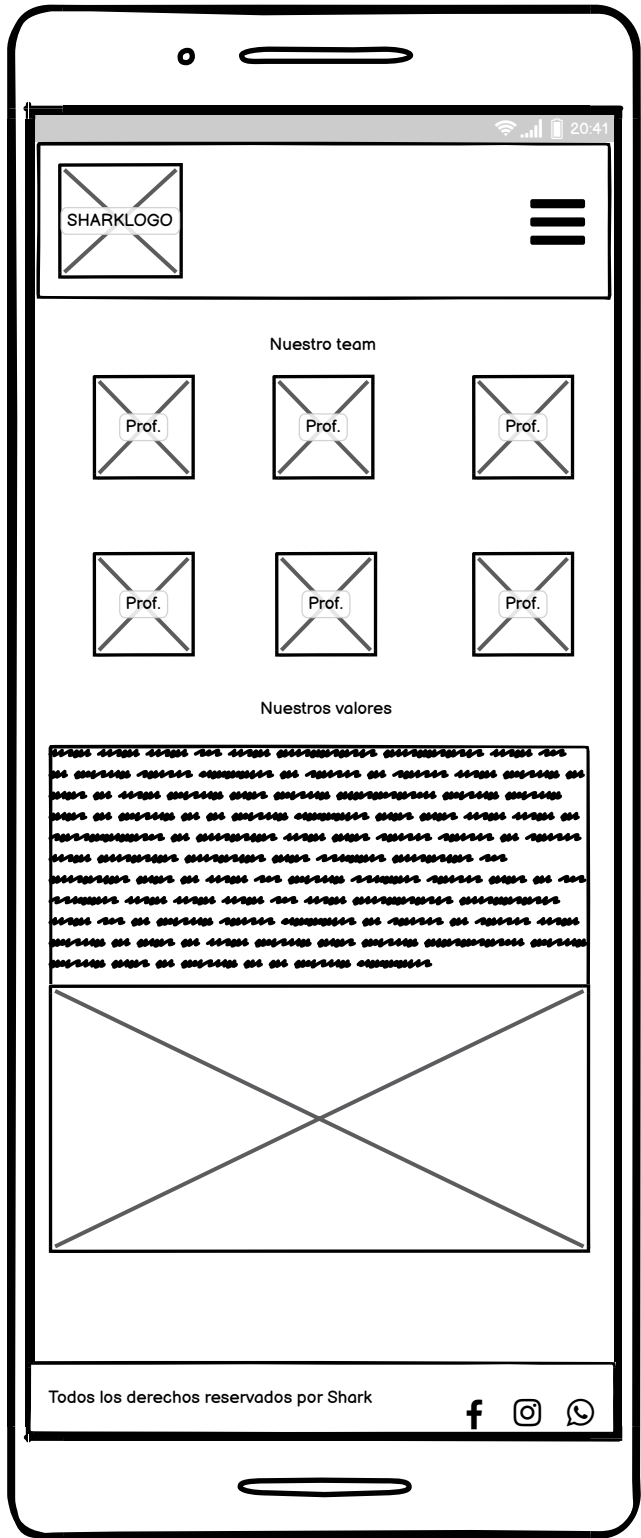 20:41
SHARKLOGO
Nuestro team
Prof. Prof. Prof.
Prof. Prof. Prof.
Nuestros valores
Todos los derechos reservados por Shark